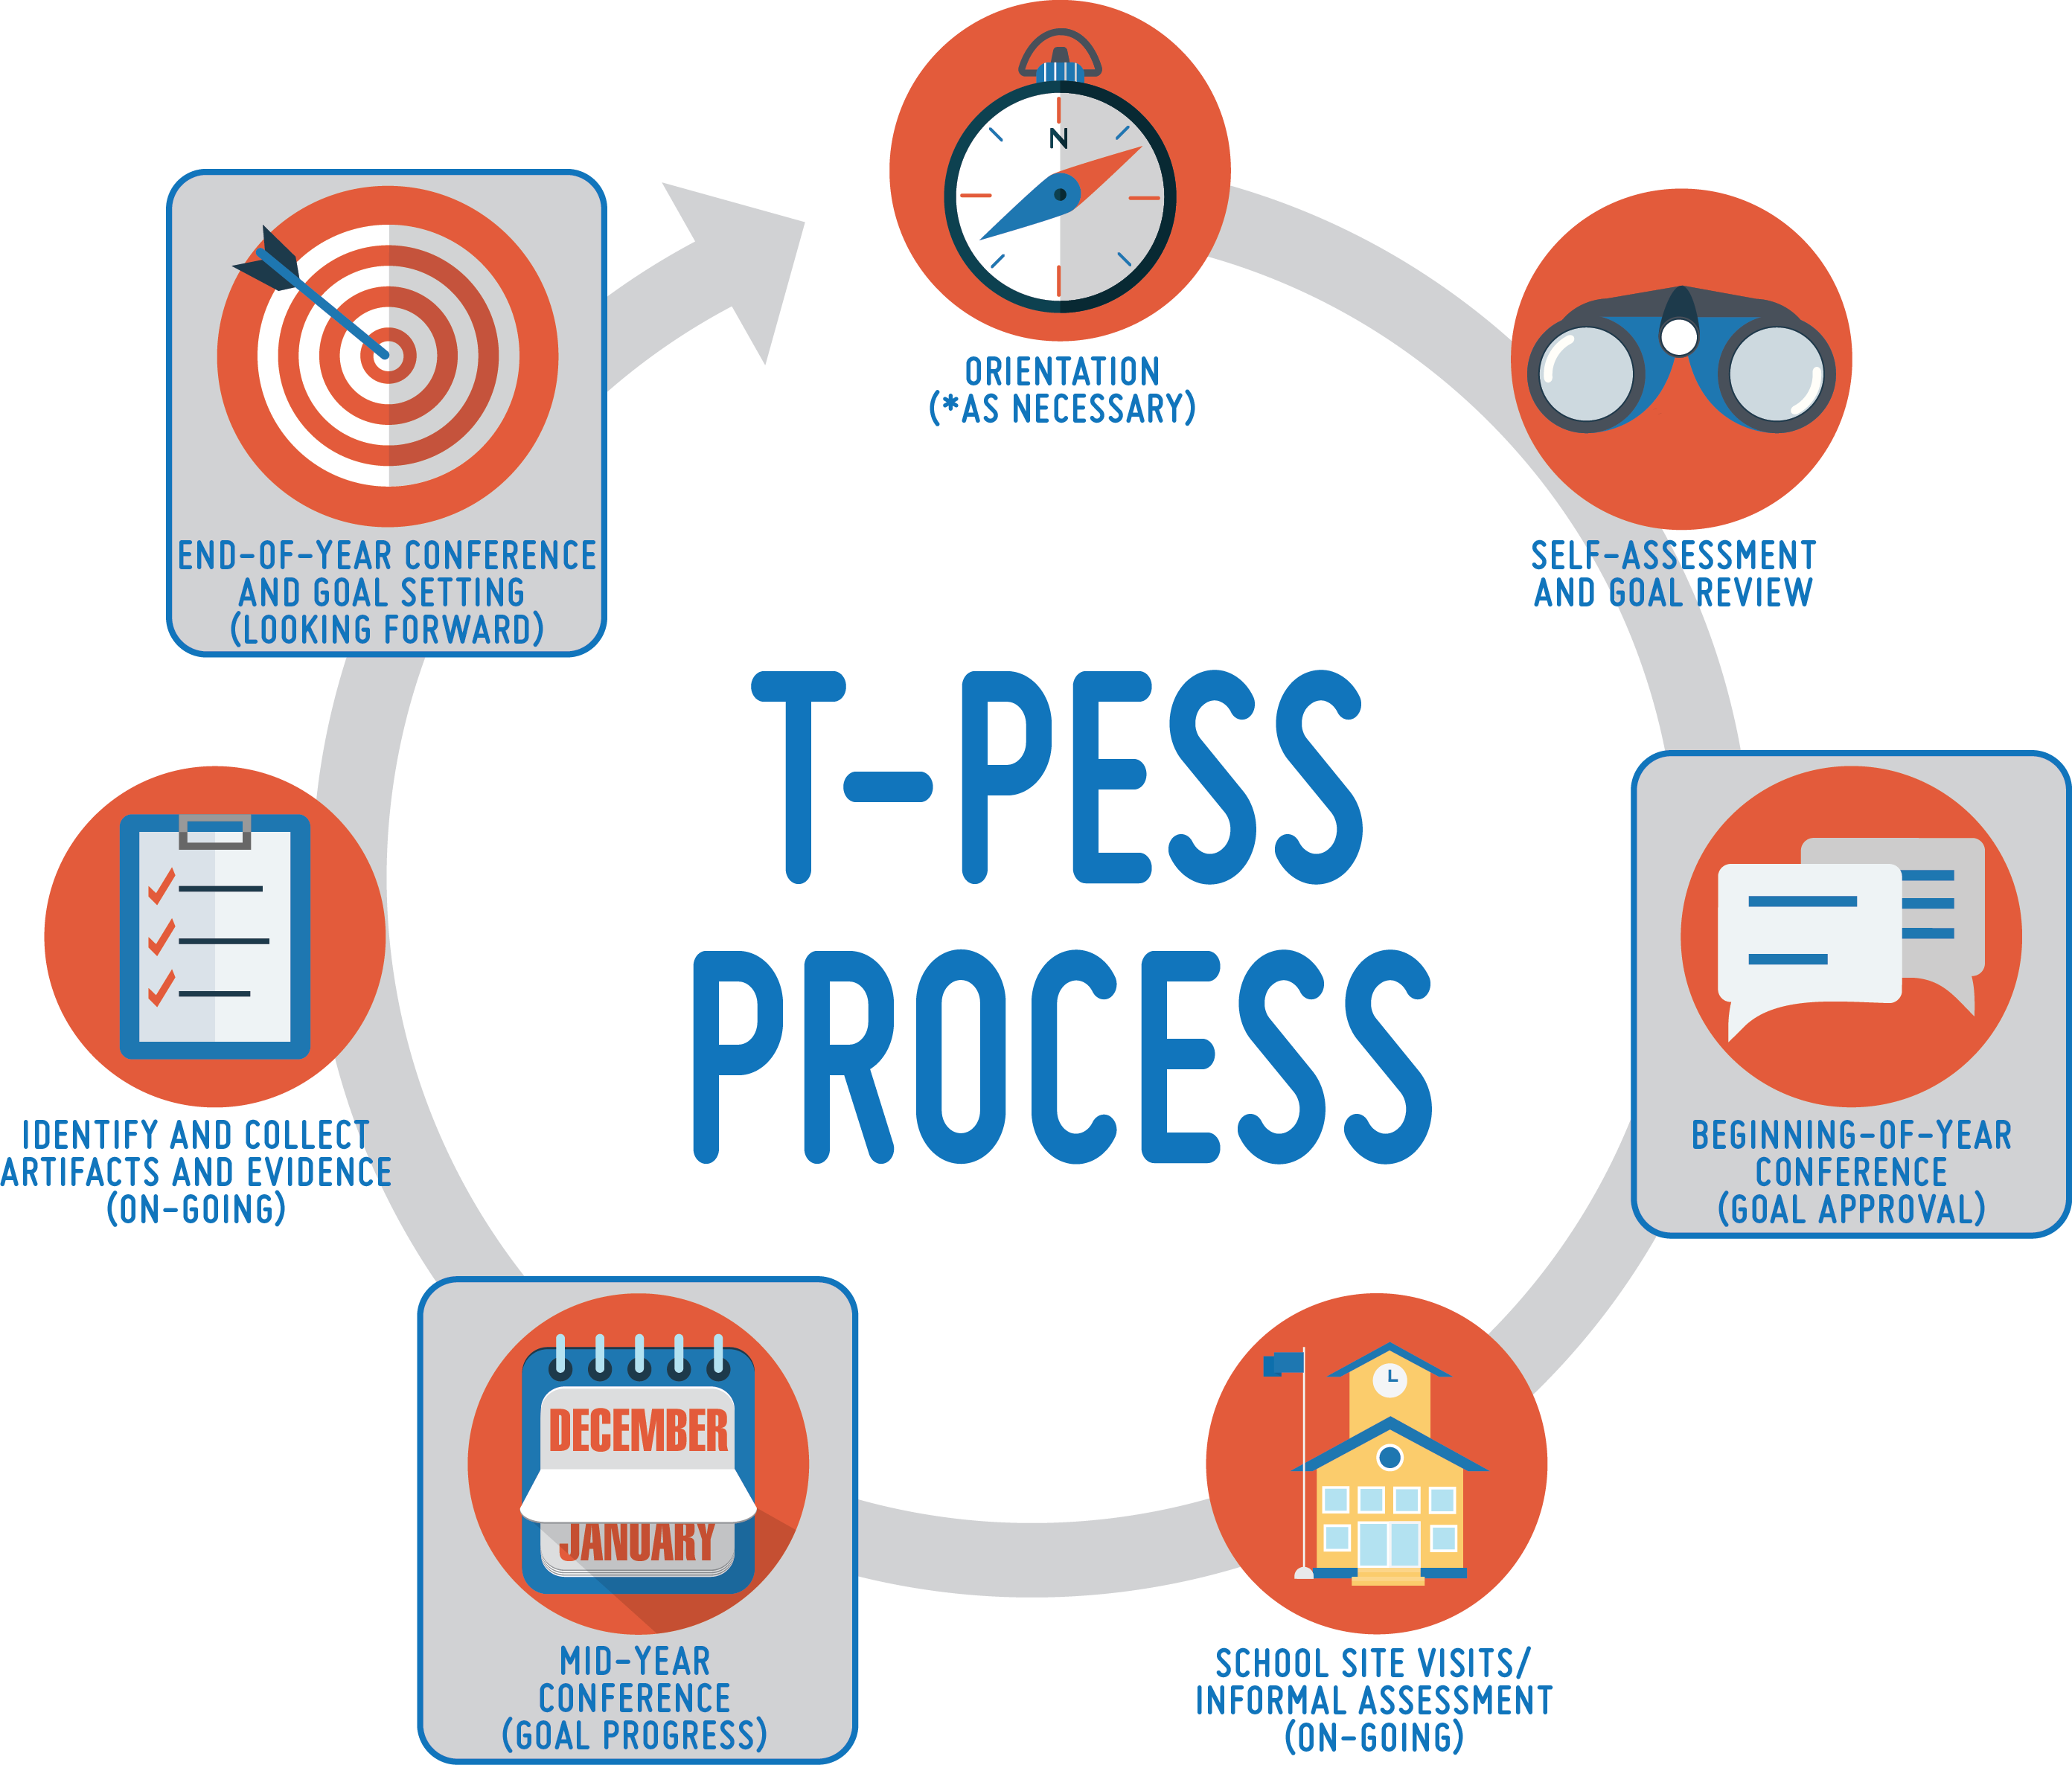 N
ORIENTATION
(*AS NECESSARY)
SELF-ASSESSMENT
AND GOAL REVIEW
BEGINNING-OF-YEAR
CONFERENCE
(GOAL APPROVAL)
SCHOOL SITE VISITS/
INFORMAL ASSESSMENT
(ON-GOING)
DECEMBER
JANUARY
MID-YEAR
CONFERENCE
(GOAL PROGRESS)
IDENTIFY AND COLLECT
ARTIFACTS AND EVIDENCE
(ON-GOING)
END-OF-YEAR CONFERENCE
AND GOAL SETTING
(LOOKING FORWARD)
T-PESS
PROCESS